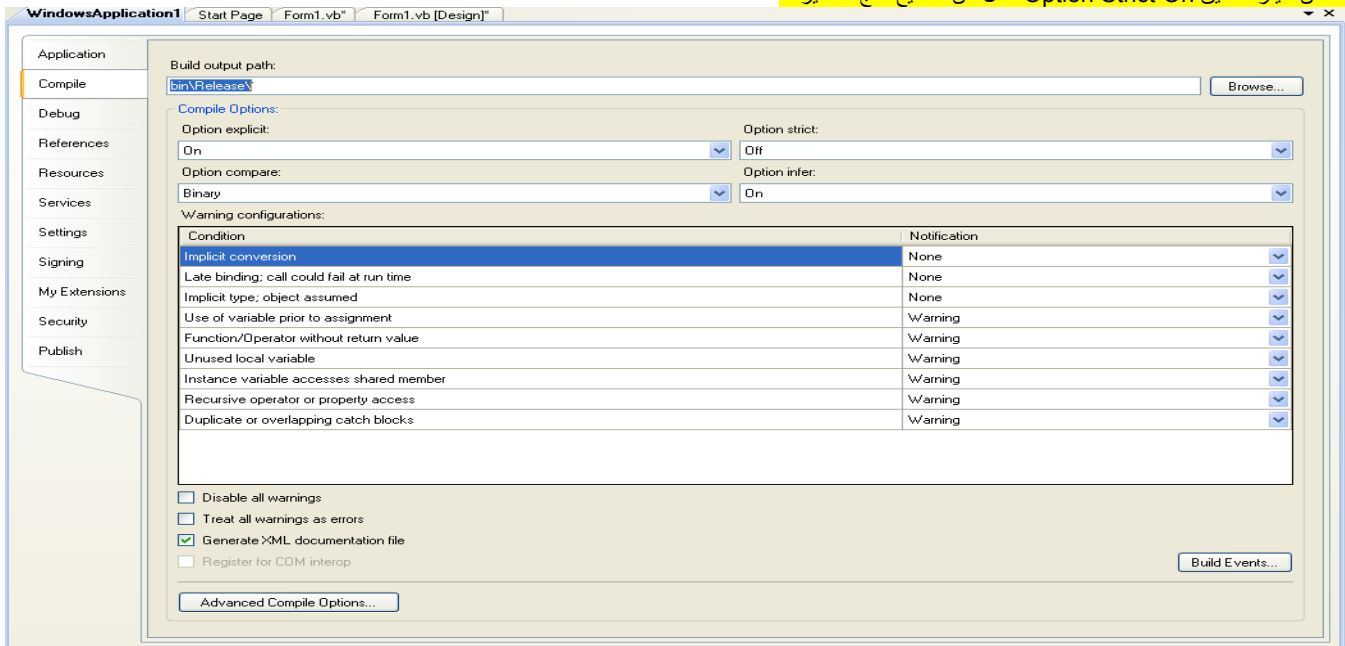 Option Strict On
WindowsApplication1 Start Page Form1.vb* Form1.vb [Design]*
Application
Compile
Debug
References
Resources
Services
Settings
Signing
My Extensions
Security
Publish
Build output path:
bin\Release\ Browse...
Compile Options:
Option explicit: Option strict:
On Off
Option compare: Option infer:
Binary On
Warning configurations:
Condition Notification
Implicit conversion None
Late binding; call could fail at run time None
Implicit type; object assumed None
Use of variable prior to assignment Warning
Function/Operator without return value Warning
Unused local variable Warning
Instance variable accesses shared member Warning
Recursive operator or property access Warning
Duplicate or overlapping catch blocks Warning
Disable all warnings
Treat all warnings as errors
Generate XML documentation file
Register for COM interop Build Events...
Advanced Compile Options...